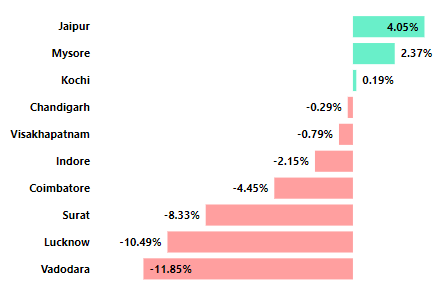 Jaipur 4.05%
Mysore 2.37%
Kochi 0.19%
Chandigarh -0.29%
Visakhapatnam -0.79%
Indore -2.15%
Coimbatore -4.45%
Surat -8.33%
Lucknow -10.49%
Vadodara -11.85%